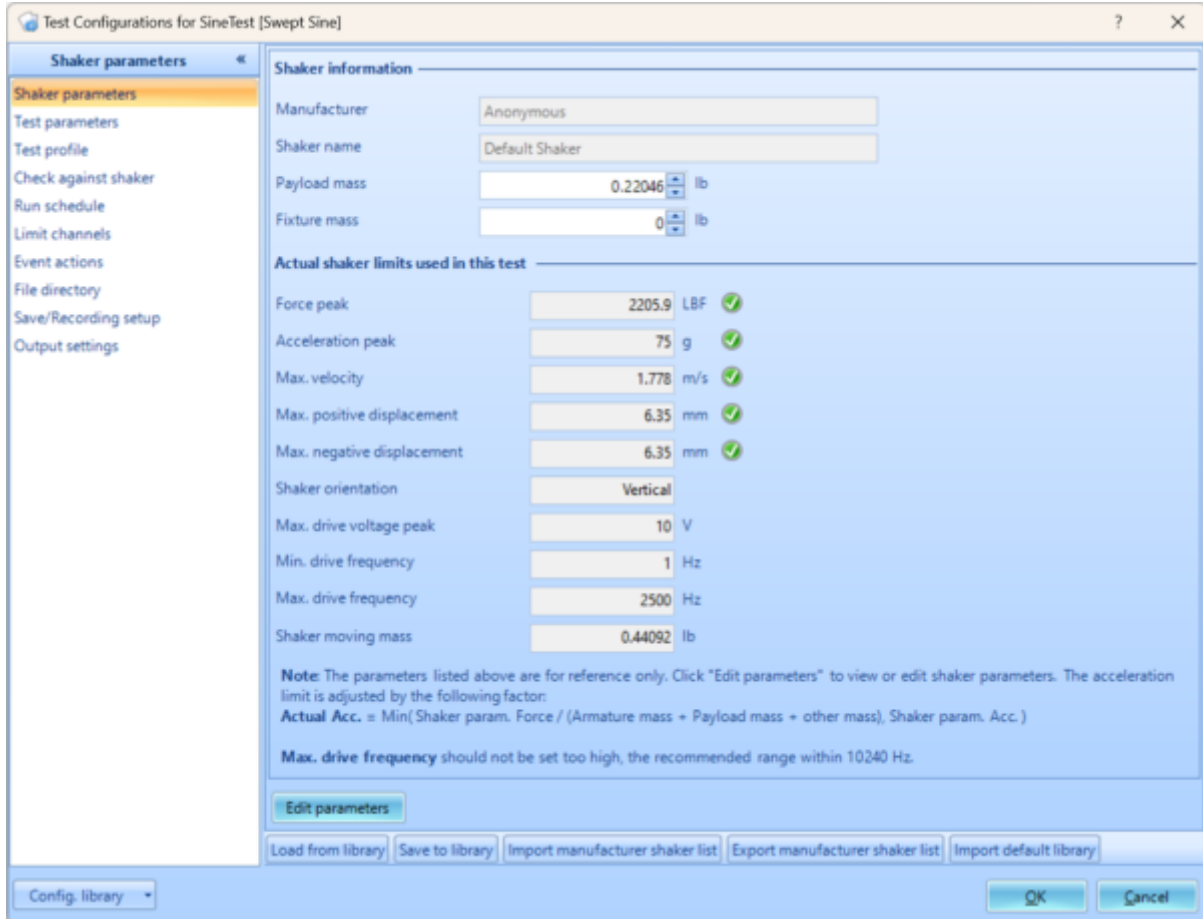 Test Configurations for SineTest [Swept Sine]
?
Shaker parameters «
Shaker parameters
Test parameters
Test profile
Check against shaker
Run schedule
Limit channels
Event actions
File directory
Save/Recording setup
Output settings
Shaker information
Manufacturer Anonymous
Shaker name Default Shaker
Payload mass 0.22046 lb
Fixture mass 0 lb
Actual shaker limits used in this test
Force peak 2205.9 LBF
Acceleration peak 75 g
Max. velocity 1.778 m/s
Max. positive displacement 6.35 mm
Max. negative displacement 6.35 mm
Shaker orientation Vertical
Max. drive voltage peak 10 V
Min. drive frequency 1 Hz
Max. drive frequency 2500 Hz
Shaker moving mass 0.44092 lb
Note: The parameters listed above are for reference only. Click "Edit parameters" to view or edit shaker parameters. The acceleration
limit is adjusted by the following factor:
Actual Acc. = Min( Shaker param. Force / (Armature mass + Payload mass + other mass), Shaker param. Acc. )
Max. drive frequency should not be set too high, the recommended range within 10240 Hz.
Edit parameters
Load from library Save to library Import manufacturer shaker list Export manufacturer shaker list Import default library
Config. library OK Cancel